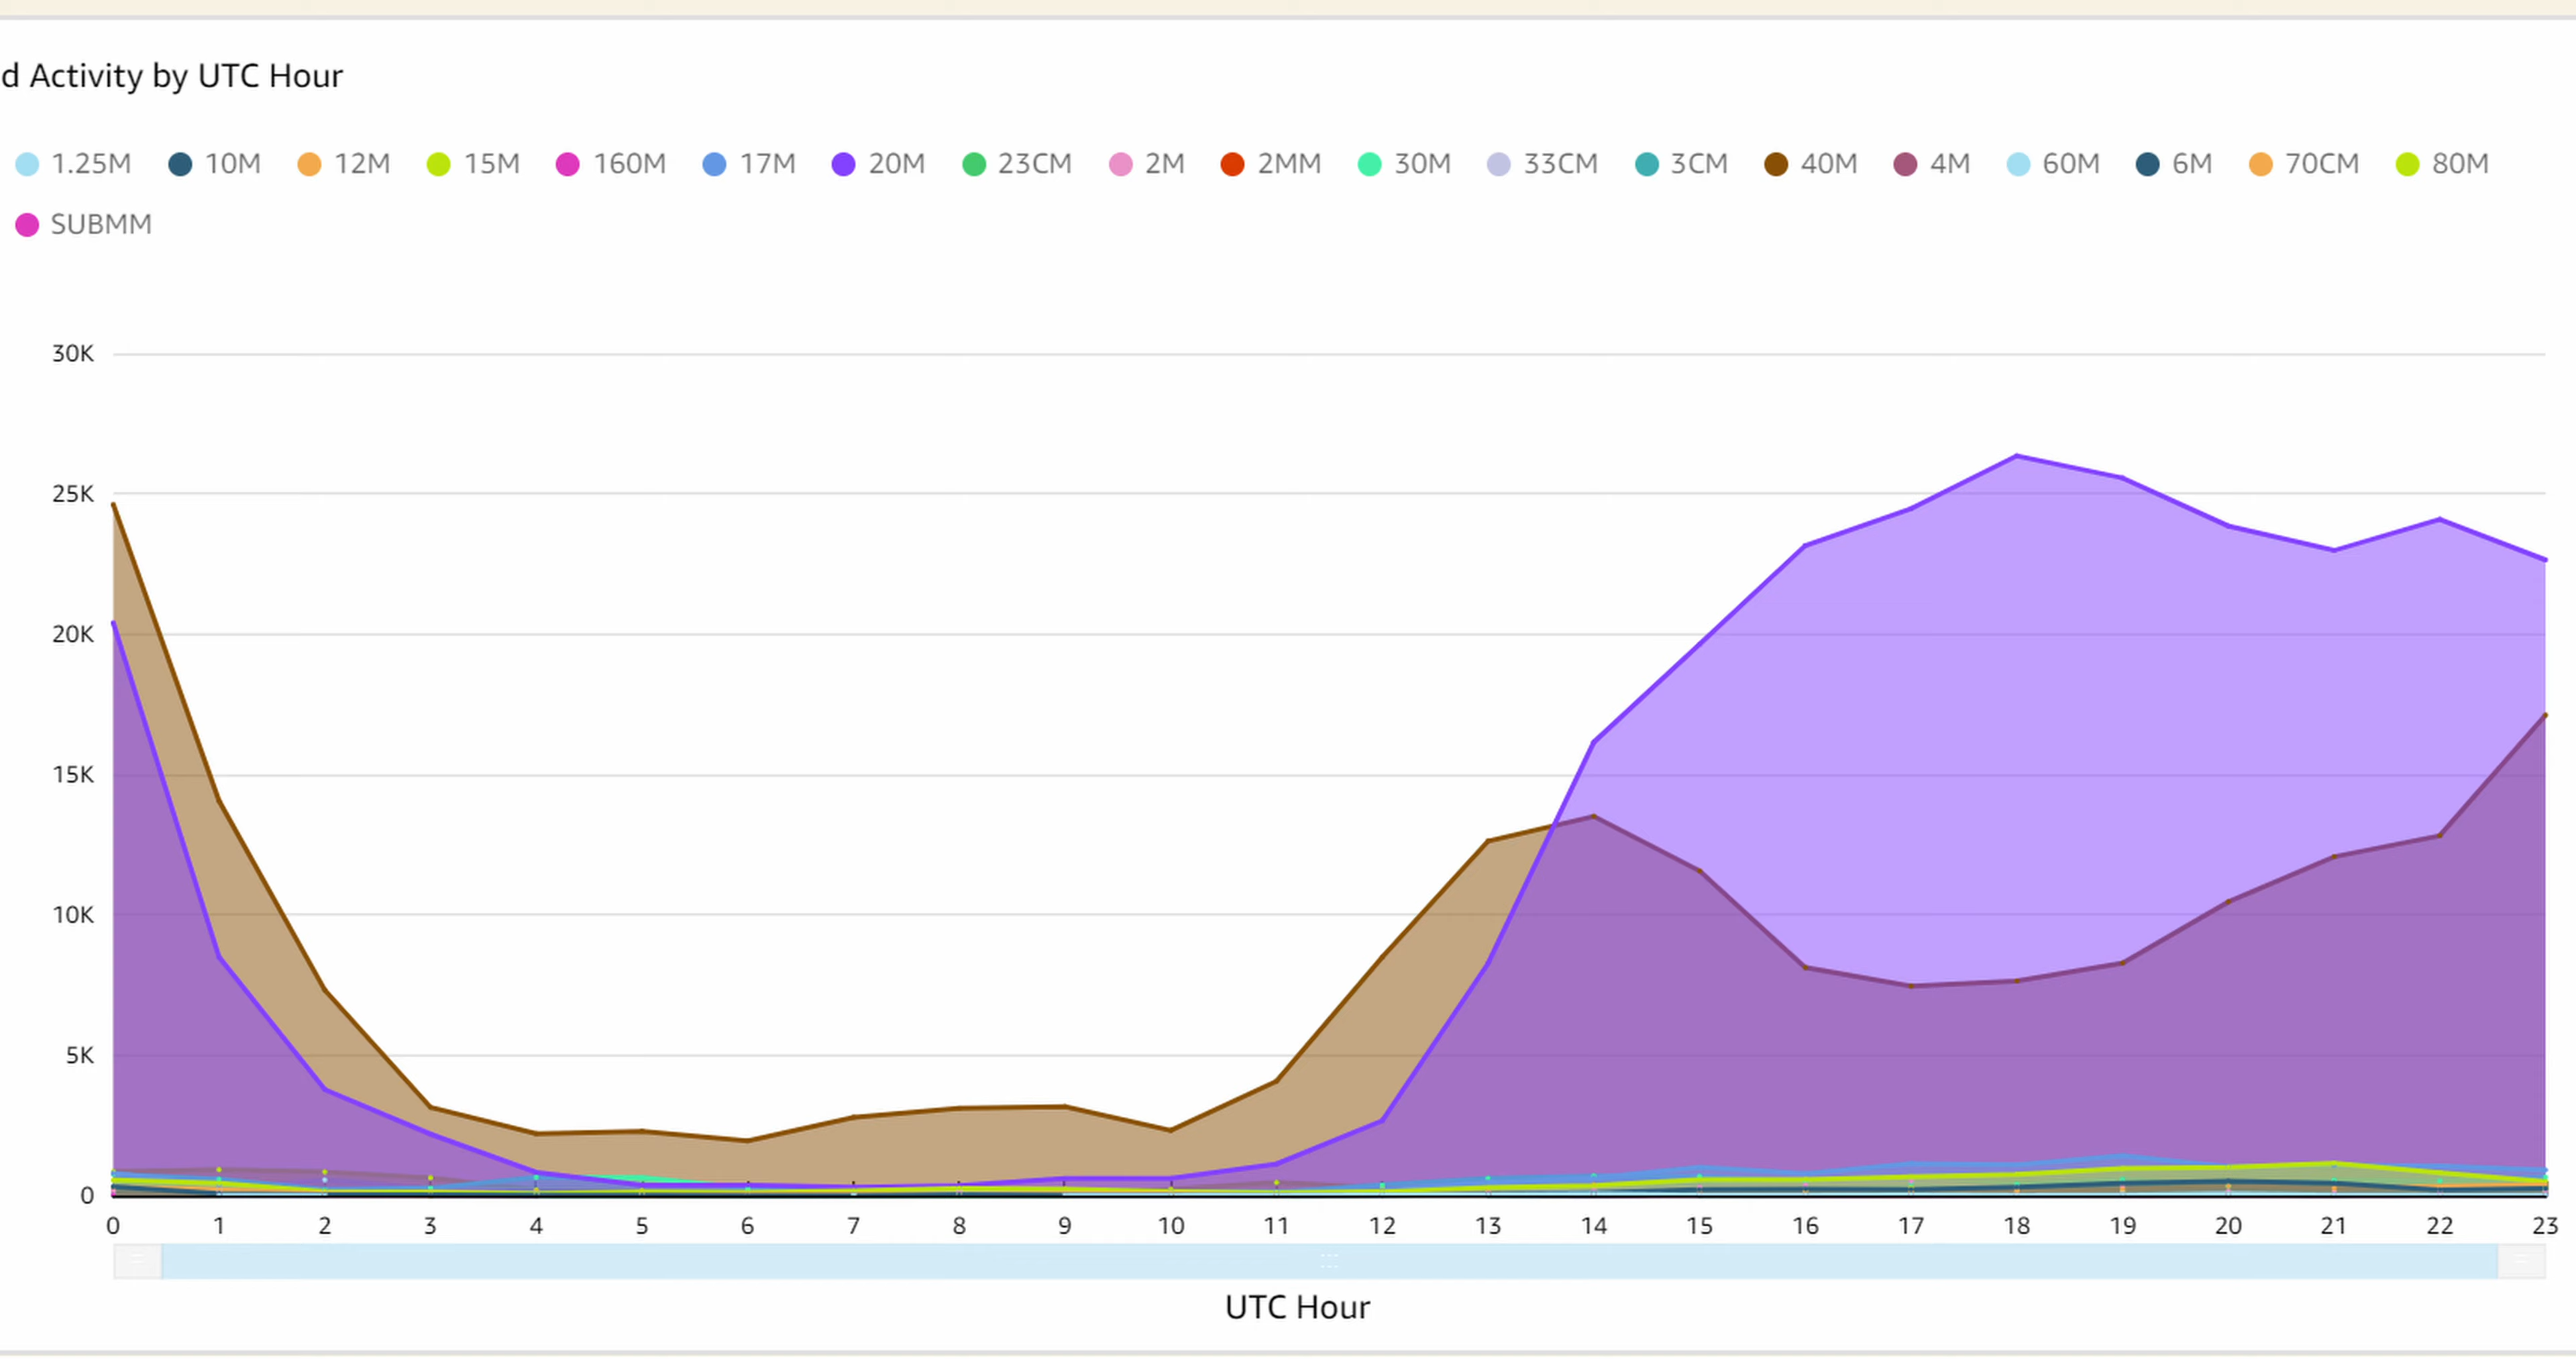 d Activity by UTC Hour
1.25M 10M 12M 15M 160M 17M 20M 23CM 2M 2MM 30M 33CM 3CM 40M 4M 60M 6M 70CM 80M
SUBMM
30K
25K
20K
15K
10K
5K
0
0 1 2 3 4 5 6 7 8 9 10 11 12 13 14 15 16 17 18 19 20 21 22 23
UTC Hour